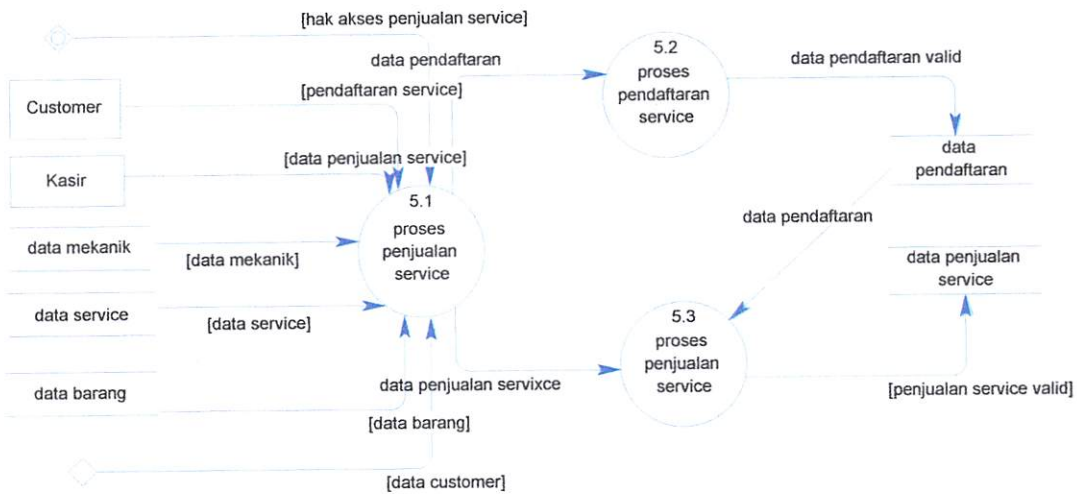 [hak akses penjualan service]
data pendaftaran
[pendaftaran service]
Customer
[data penjualan service]
Kasir
data mekanik
[data mekanik]
data service
[data service]
data barang
[data barang]
[data customer]
5.1
proses
penjualan
service
5.2
proses
pendaftaran
service
data pendaftaran valid
data
pendaftaran
data pendaftaran
data penjualan
service
data penjualan servixce
5.3
proses
penjualan
service
[penjualan service valid]